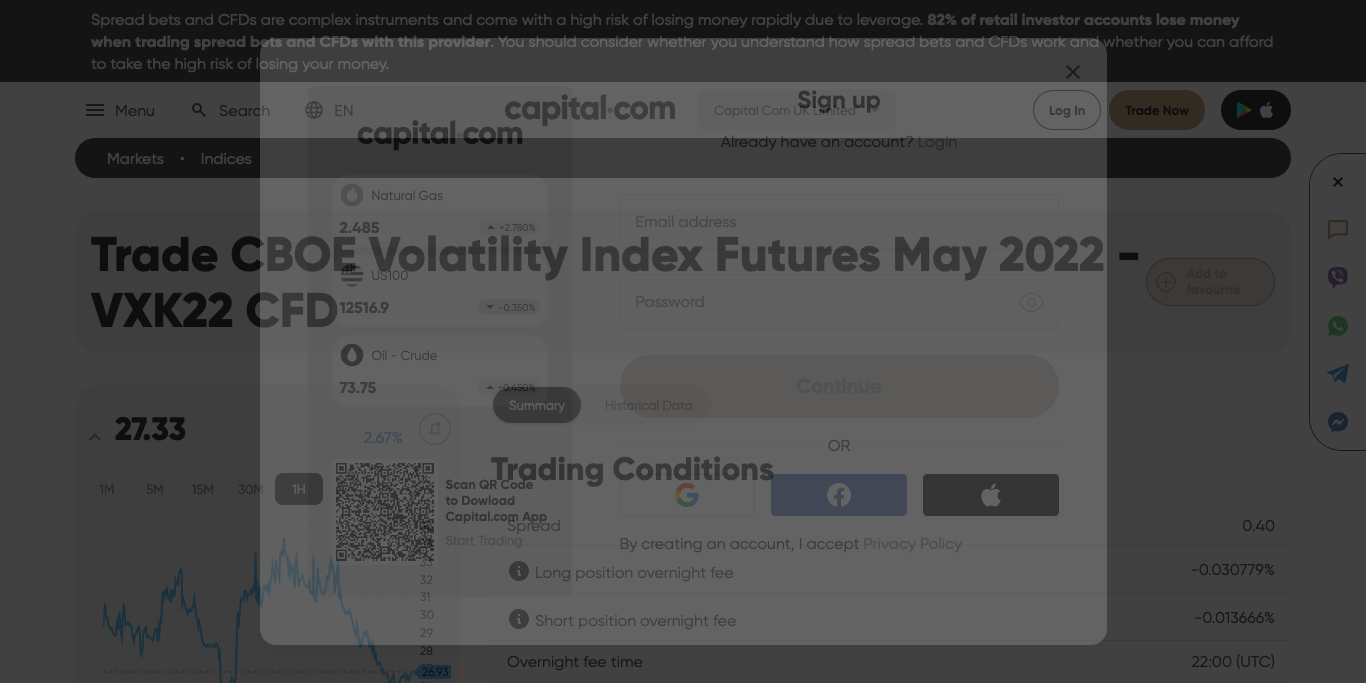 Spread bets and CFDs are complex instruments and come with a high risk of losing money rapidly due to leverage. 82% of retail investor accounts lose money
when trading spread bets and CFDs with this provider. You should consider whether you understand how spread bets and CFDs work and whether you can afford
to take the high risk of losing your money.
Menu Search EN capital.com Capital Com UK Limited Log In Trade Now
Markets • Indices
Trade CBOE Volatility Index Futures May 2022 -
VXK22 CFD
Add to
favourite
27.33
2.67%
1M 5M 15M 30M 1H
33
32
31
30
29
28
26.93
Summary Historical Data
Trading Conditions
Spread 0.40
Long position overnight fee -0.030779%
Short position overnight fee -0.013666%
Overnight fee time 22:00 (UTC)
capital.com
Natural Gas
2.485 +2.780%
US100
12516.9 -0.350%
Oil - Crude
73.75 +0.450%
Scan QR Code
to Dowload
Capital.com App
Start Trading
Sign up
Already have an account? Login
Email address
Password
Continue
OR
By creating an account, I accept Privacy Policy